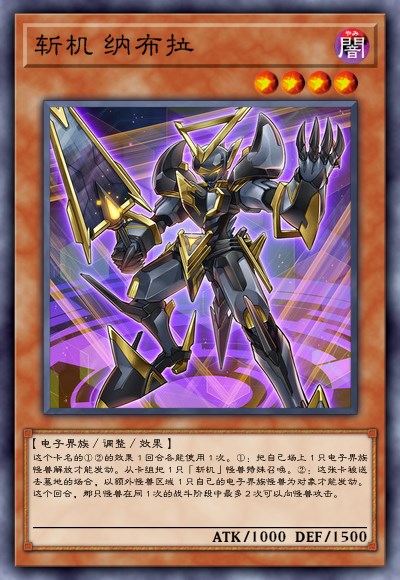 斩机 纳布拉
やみ
闇
【电子界族／调整／效果】
这个卡名的①②的效果1回合各能使用1次。①：把自己场上1只电子界族
怪兽解放才能发动。从卡组把1只「斩机」怪兽特殊召唤。②：这张卡被送
去墓地的场合，以额外怪兽区域1只自己的电子界族怪兽为对象才能发动。
这个回合，那只怪兽在同1次的战斗阶段中最多2次可以向怪兽攻击。
ATK/1000 DEF/1500